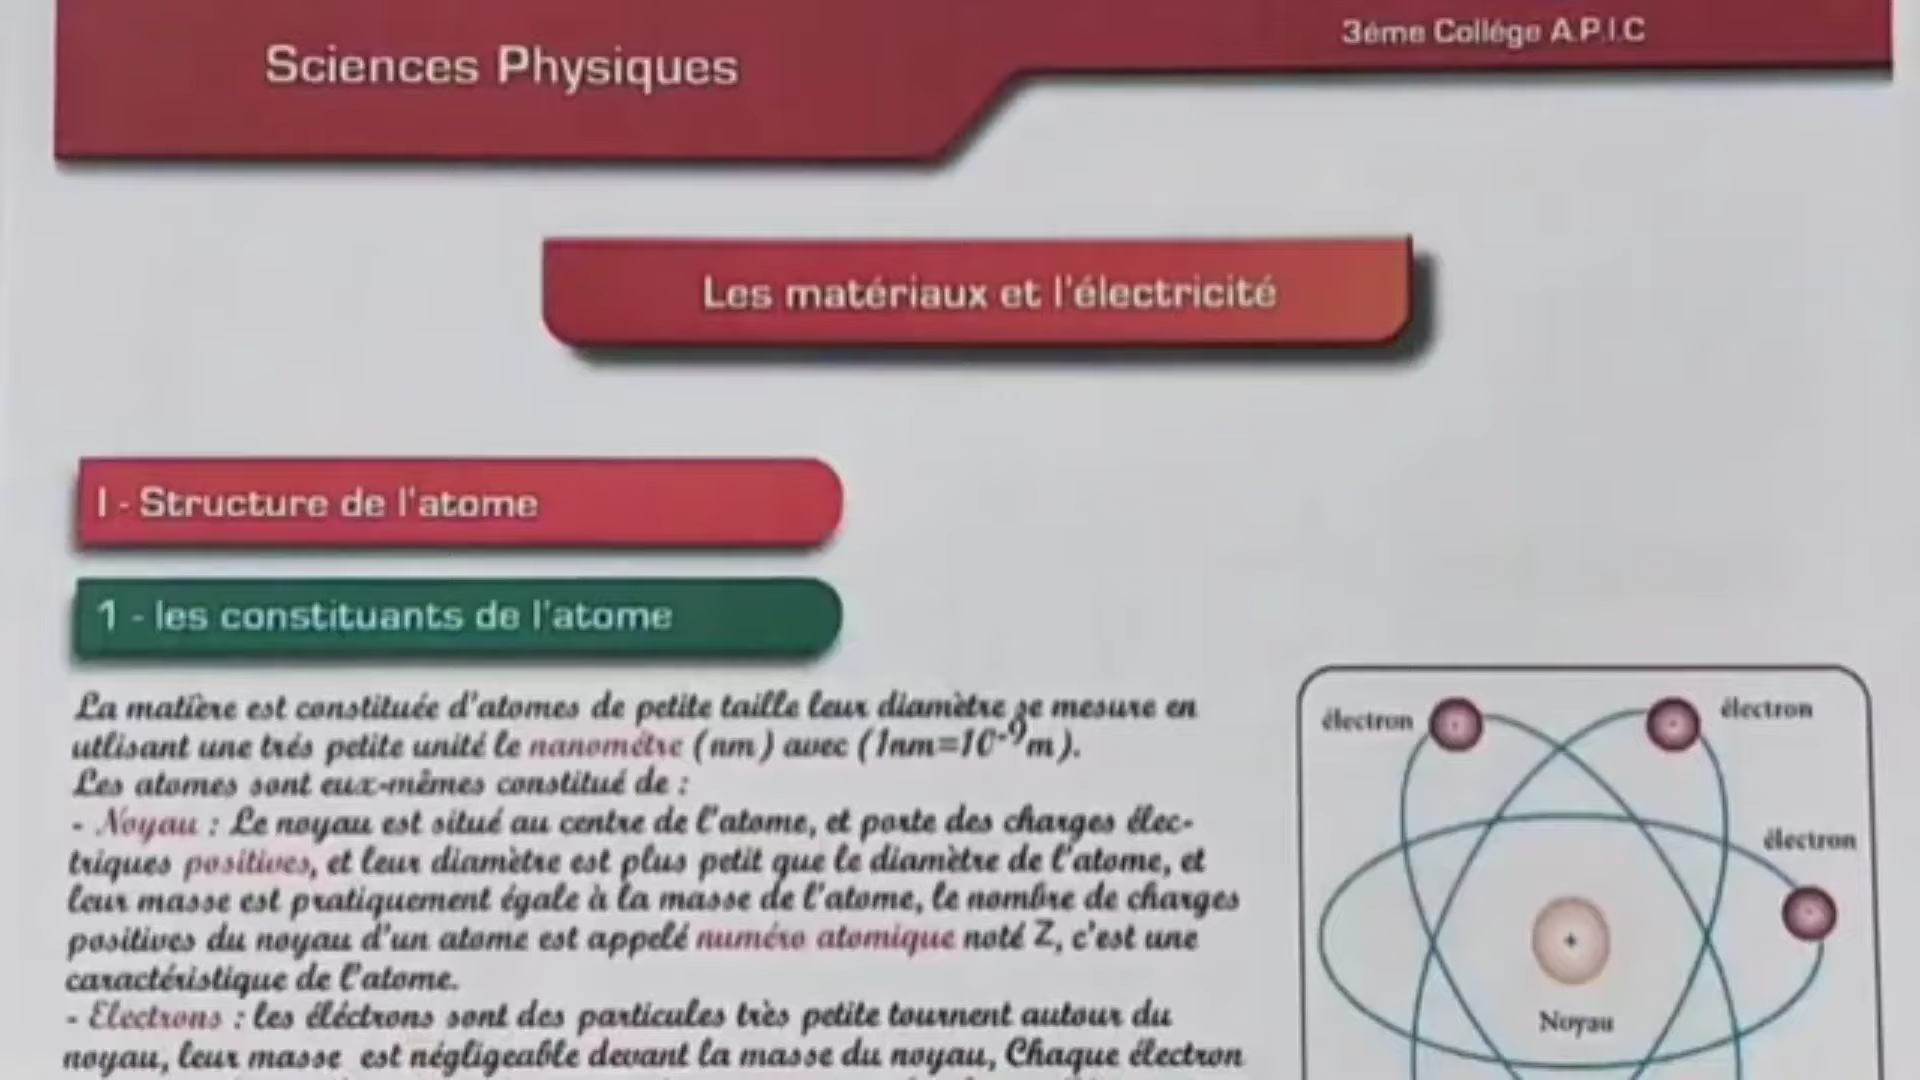 Sciences Physiques
3éme Collége A.P.I.C
Les matériaux et l'électricité
I - Structure de l'atome
1 - les constituants de l'atome
La matière est constituée d'atomes de petite taille leur diamètre se mesure en
utlisant une trés petite unité le nanométre (nm) avec (1nm=10⁻⁹m).
Les atomes sont eux-mêmes constitué de :
- Noyau : Le noyau est situé au centre de l'atome, et porte des charges élec-
triques positives, et leur diamètre est plus petit que le diamètre de l'atome, et
leur masse est pratiquement égale à la masse de l'atome, le nombre de charges
positives du noyau d'un atome est appelé numéro atomique noté Z, c'est une
caractéristique de l'atome.
- Electrons : les éléctrons sont des particules très petite tournent autour du
noyau, leur masse est négligeable devant la masse du noyau, Chaque électron
électron
électron
électron
+
Noyau